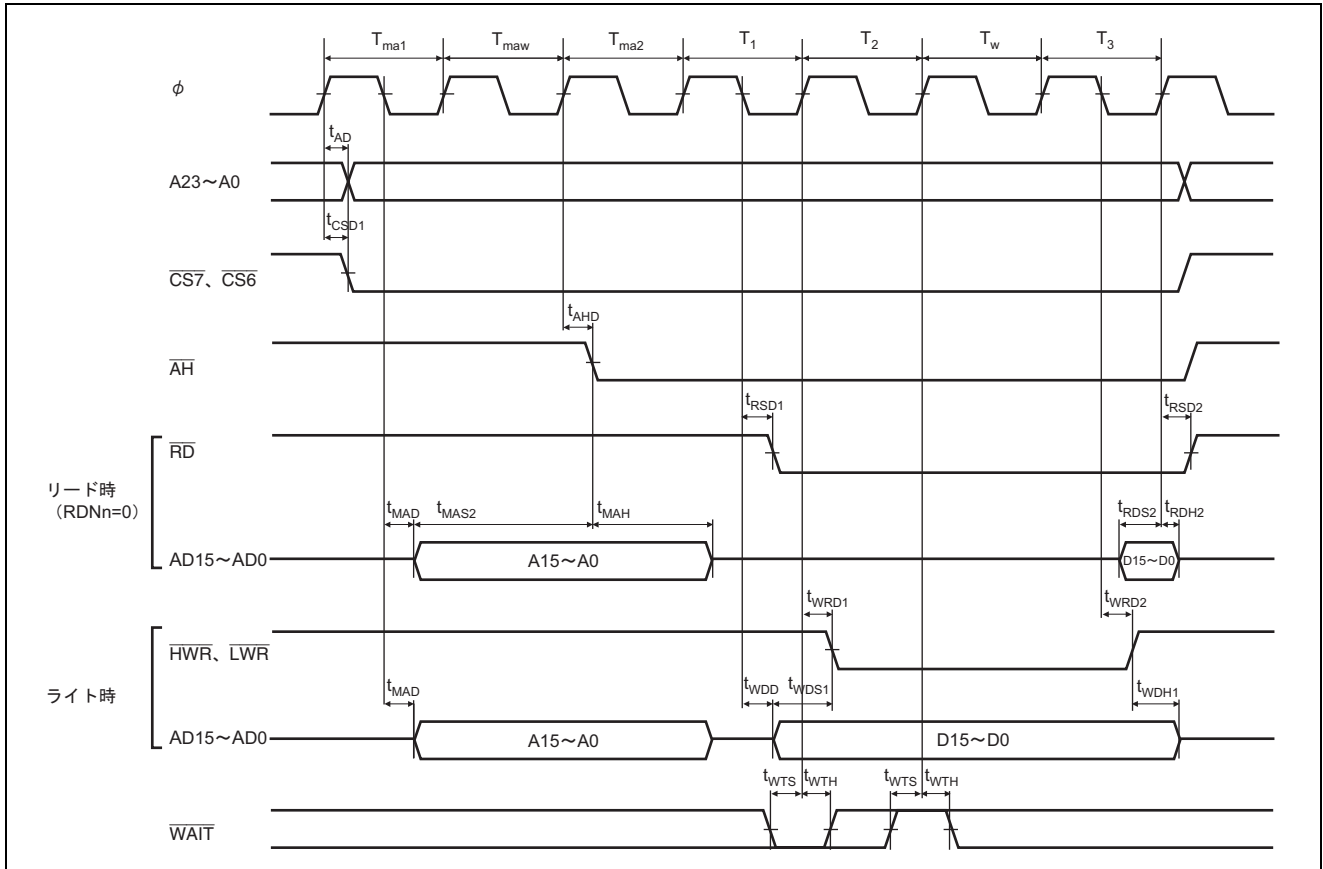 Tma1 Tmaw Tma2 T1 T2 Tw T3
φ
tAD
A23～A0
tCSD1
CS7、CS6
tAHD
AH
tRSD1 tRSD2
RD
リード時
（RDNn=0）
tMAD tMAS2 tMAH tRDS2 tRDH2
AD15～AD0 A15～A0 D15～D0
tWRD1 tWRD2
HWR、LWR
ライト時
tMAD tWDD tWDS1 tWDH1
AD15～AD0 A15～A0 D15～D0
tWTS tWTH tWTS tWTH
WAIT